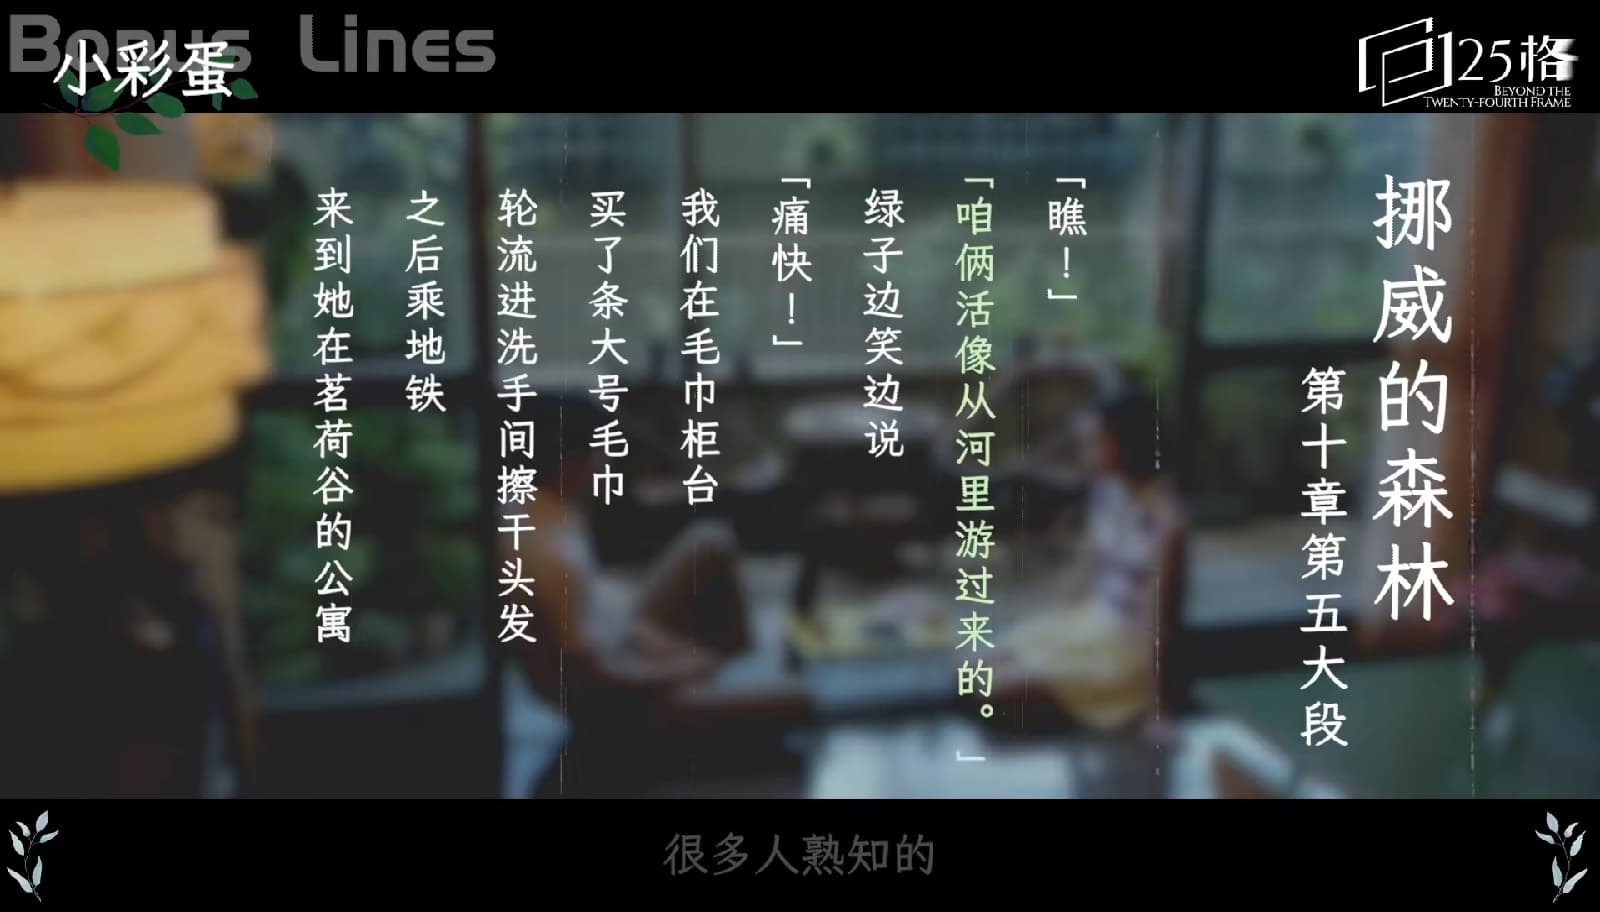 Bonus Lines
小彩蛋
25格
BEYOND THE
TWENTY-FOURTH FRAME
挪威的森林
第十章第五大段
「瞧！」
「咱俩活像从河里游过来的。」
绿子边笑边说
「痛快！」
我们在毛巾柜台
买了条大号毛巾
轮流进洗手间擦干头发
之后乘地铁
来到她在茗荷谷的公寓
很多人熟知的